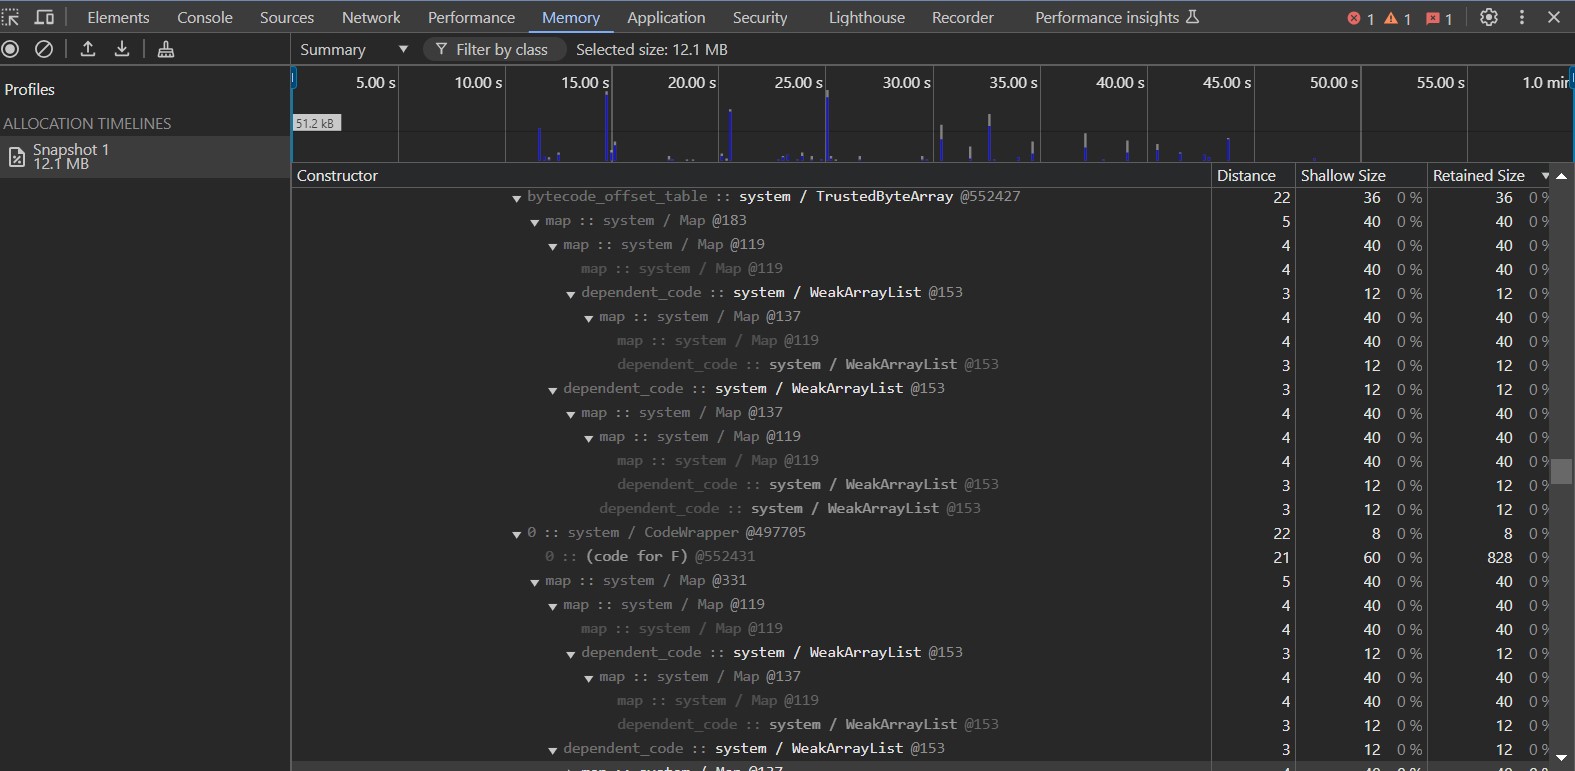 Elements Console Sources Network Performance Memory Application Security Lighthouse Recorder Performance insights 1 1 1
Summary Filter by class Selected size: 12.1 MB
Profiles
ALLOCATION TIMELINES
Snapshot 1
12.1 MB
5.00 s 10.00 s 15.00 s 20.00 s 25.00 s 30.00 s 35.00 s 40.00 s 45.00 s 50.00 s 55.00 s 1.0 min
51.2 kB
Constructor Distance Shallow Size Retained Size
bytecode_offset_table :: system / TrustedByteArray @552427 22 36 0 % 36 0 %
map :: system / Map @183 5 40 0 % 40 0 %
map :: system / Map @119 4 40 0 % 40 0 %
map :: system / Map @119 4 40 0 % 40 0 %
dependent_code :: system / WeakArrayList @153 3 12 0 % 12 0 %
map :: system / Map @137 4 40 0 % 40 0 %
map :: system / Map @119 4 40 0 % 40 0 %
dependent_code :: system / WeakArrayList @153 3 12 0 % 12 0 %
dependent_code :: system / WeakArrayList @153 3 12 0 % 12 0 %
map :: system / Map @137 4 40 0 % 40 0 %
map :: system / Map @119 4 40 0 % 40 0 %
map :: system / Map @119 4 40 0 % 40 0 %
dependent_code :: system / WeakArrayList @153 3 12 0 % 12 0 %
dependent_code :: system / WeakArrayList @153 3 12 0 % 12 0 %
0 :: system / CodeWrapper @497705 22 8 0 % 8 0 %
0 :: (code for F) @552431 21 60 0 % 828 0 %
map :: system / Map @331 5 40 0 % 40 0 %
map :: system / Map @119 4 40 0 % 40 0 %
map :: system / Map @119 4 40 0 % 40 0 %
dependent_code :: system / WeakArrayList @153 3 12 0 % 12 0 %
map :: system / Map @137 4 40 0 % 40 0 %
map :: system / Map @119 4 40 0 % 40 0 %
dependent_code :: system / WeakArrayList @153 3 12 0 % 12 0 %
dependent_code :: system / WeakArrayList @153 3 12 0 % 12 0 %